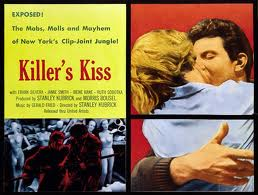 EXPOSED!
The Mobs, Molls and Mayhem
of New York's Clip-Joint Jungle!
Killer's Kiss
with FRANK SILVERA · JAMIE SMITH · IRENE KANE · RUTH SOBOTKA
Produced by STANLEY KUBRICK and MORRIS BOUSEL
Music by GERALD FRIED · Directed by STANLEY KUBRICK
Released thru United Artists